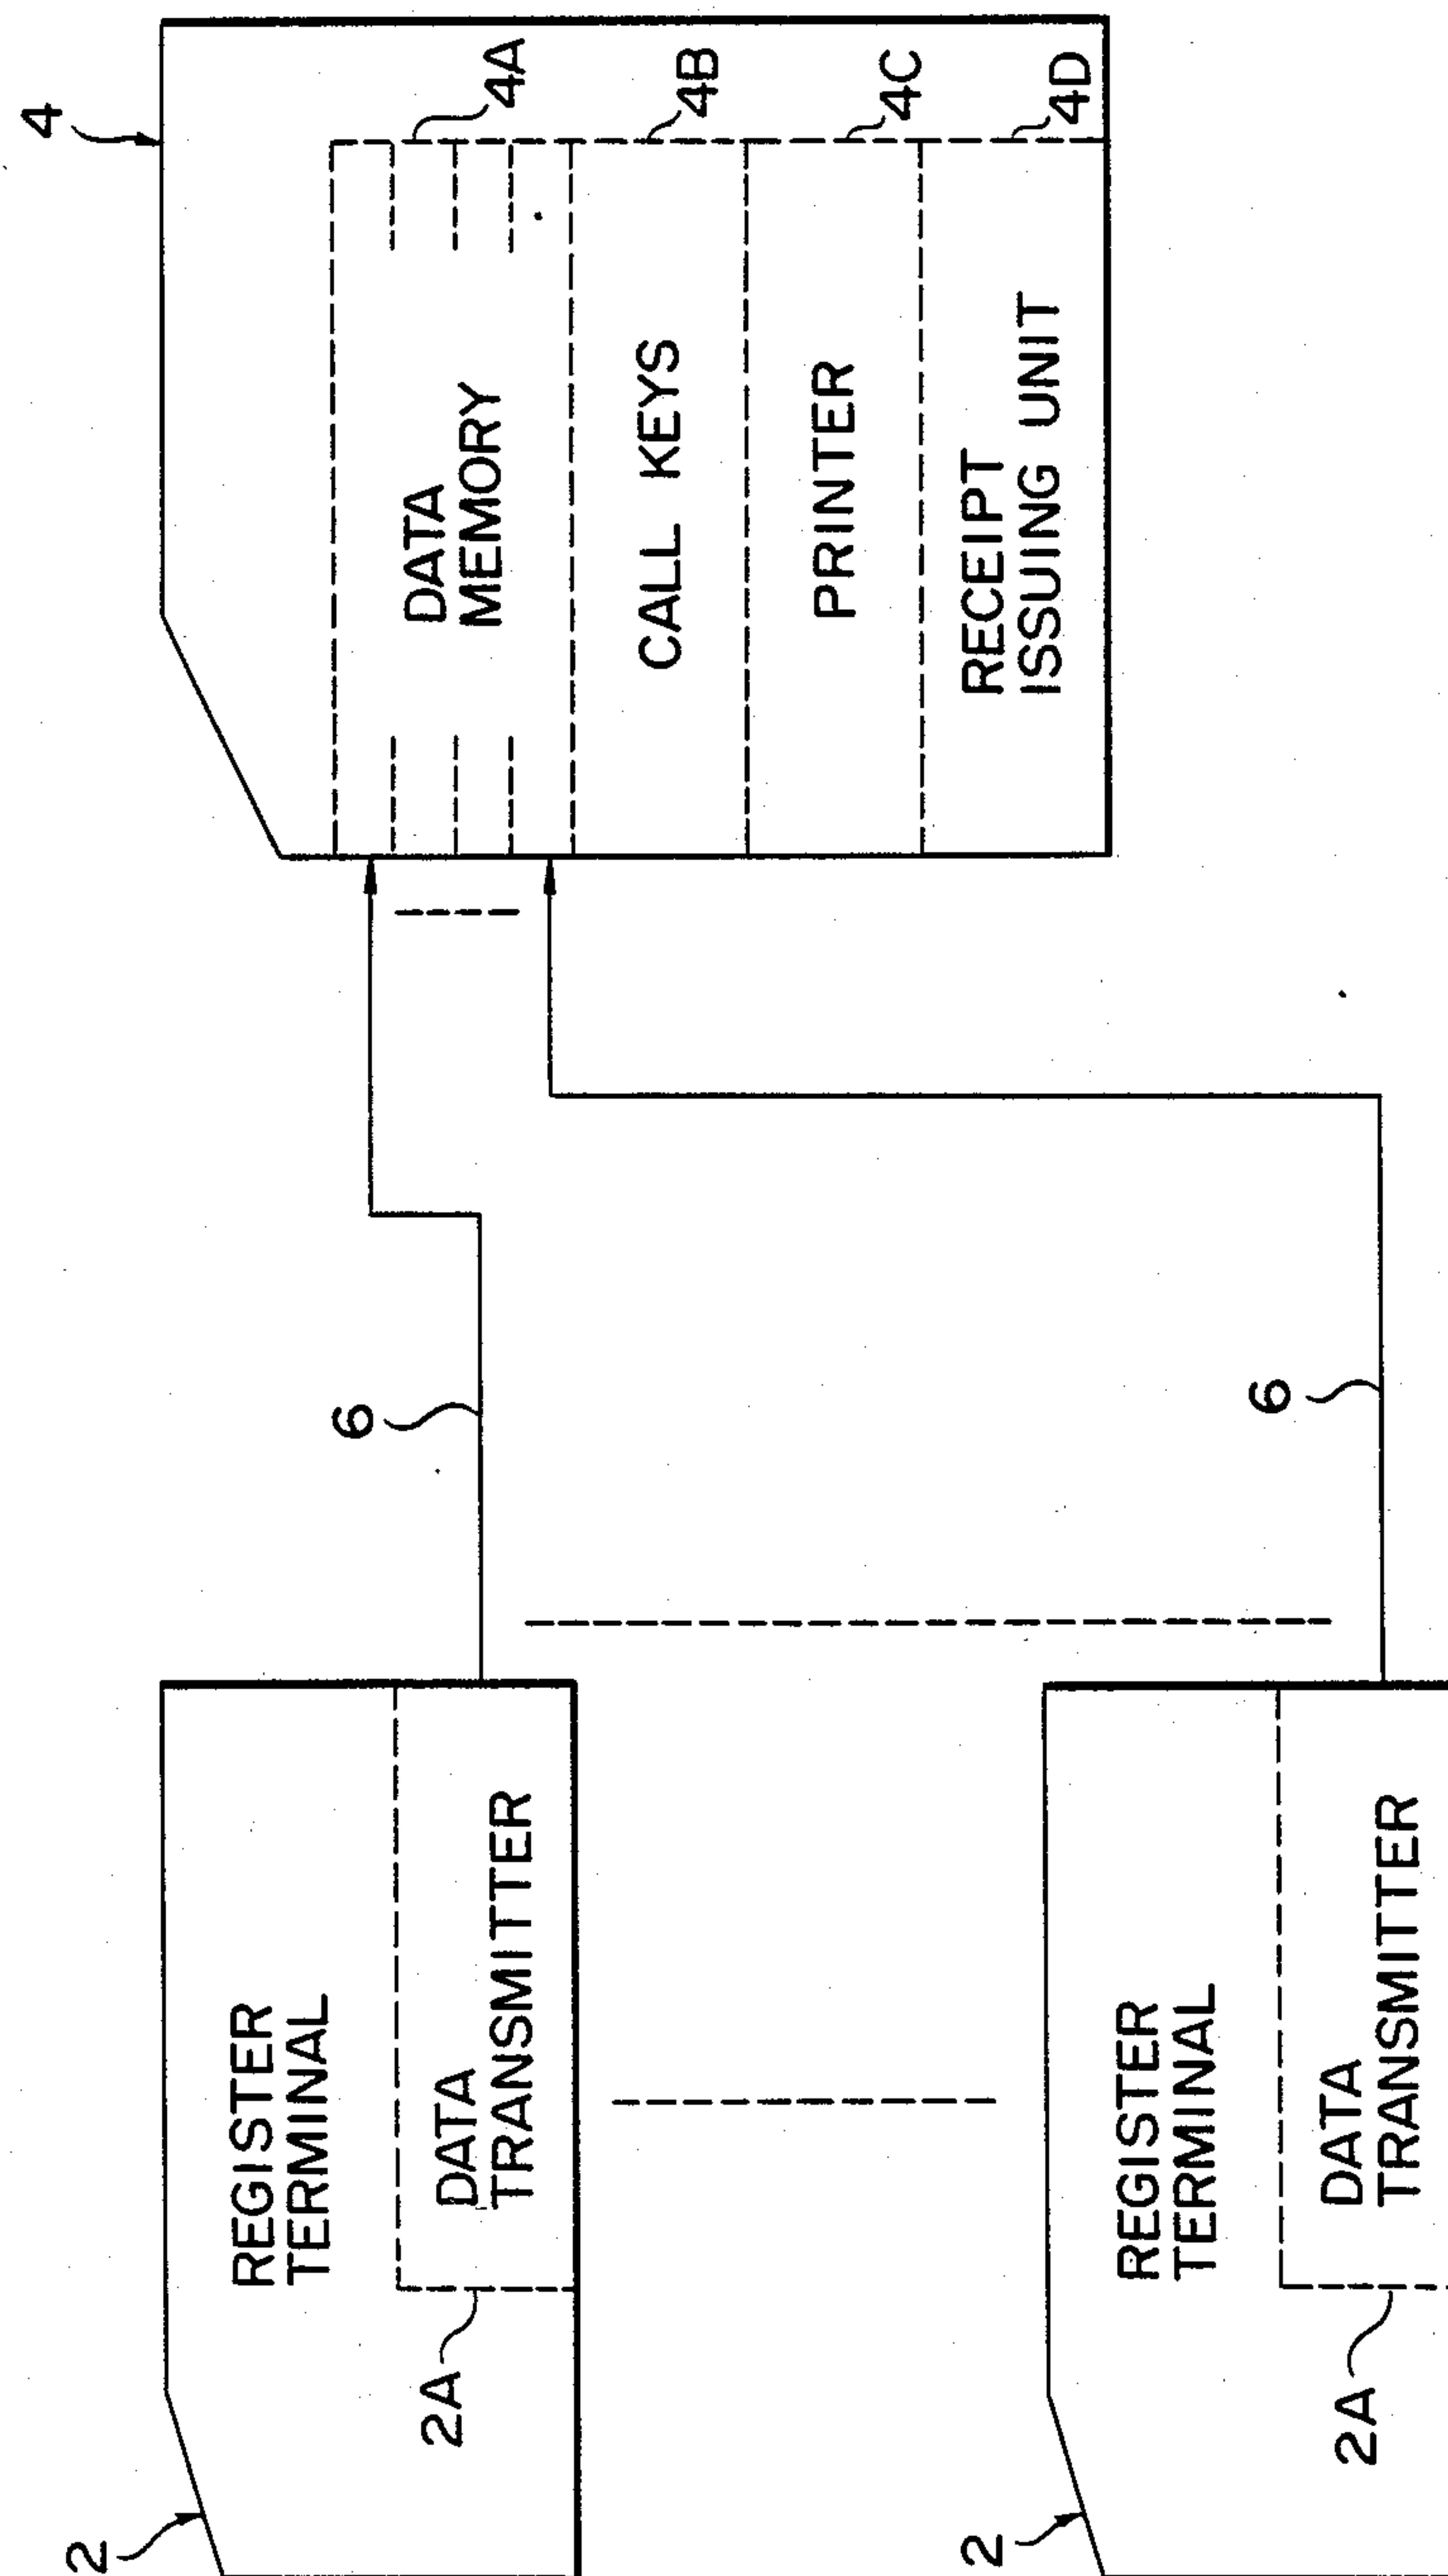 2
REGISTER
TERMINAL
DATA
TRANSMITTER
2A
6
4
DATA
MEMORY
4A
CALL KEYS
4B
PRINTER
4C
RECEIPT
ISSUING UNIT
4D
2
REGISTER
TERMINAL
DATA
TRANSMITTER
2A
6